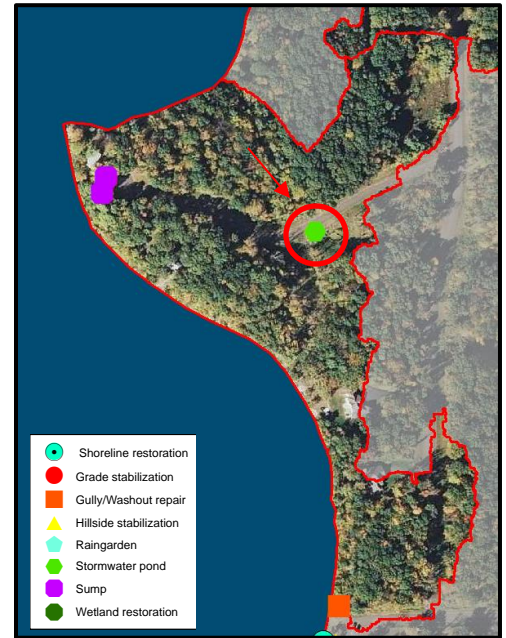 Shoreline restoration
Grade stabilization
Gully/Washout repair
Hillside stabilization
Raingarden
Stormwater pond
Sump
Wetland restoration